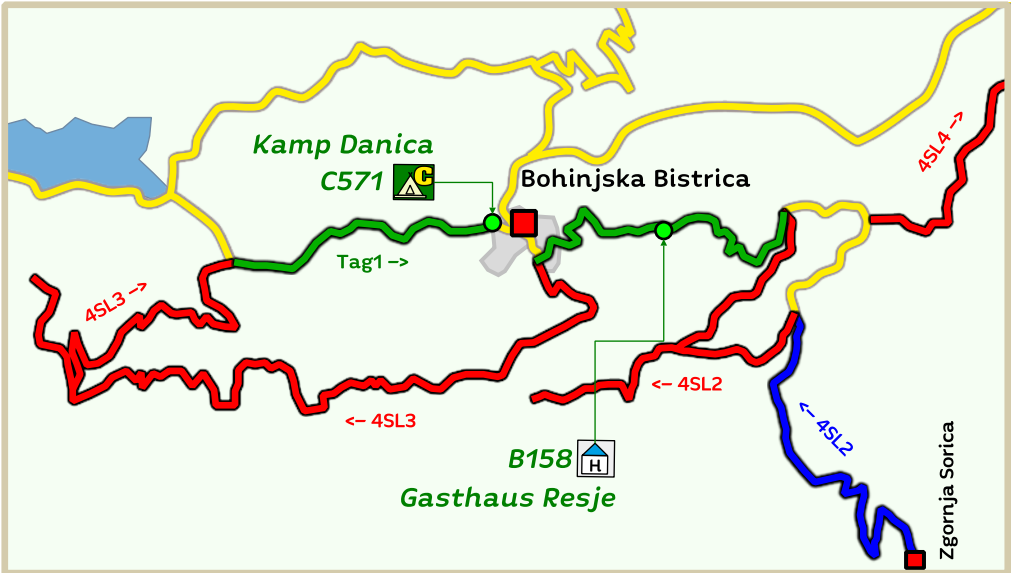 Kamp Danica
C571
C
Bohinjska Bistrica
4SL4 ->
Tag1 ->
4SL3 ->
<- 4SL2
<- 4SL3
<- 4SL2
B158
H
Gasthaus Resje
Zgornja Sorica